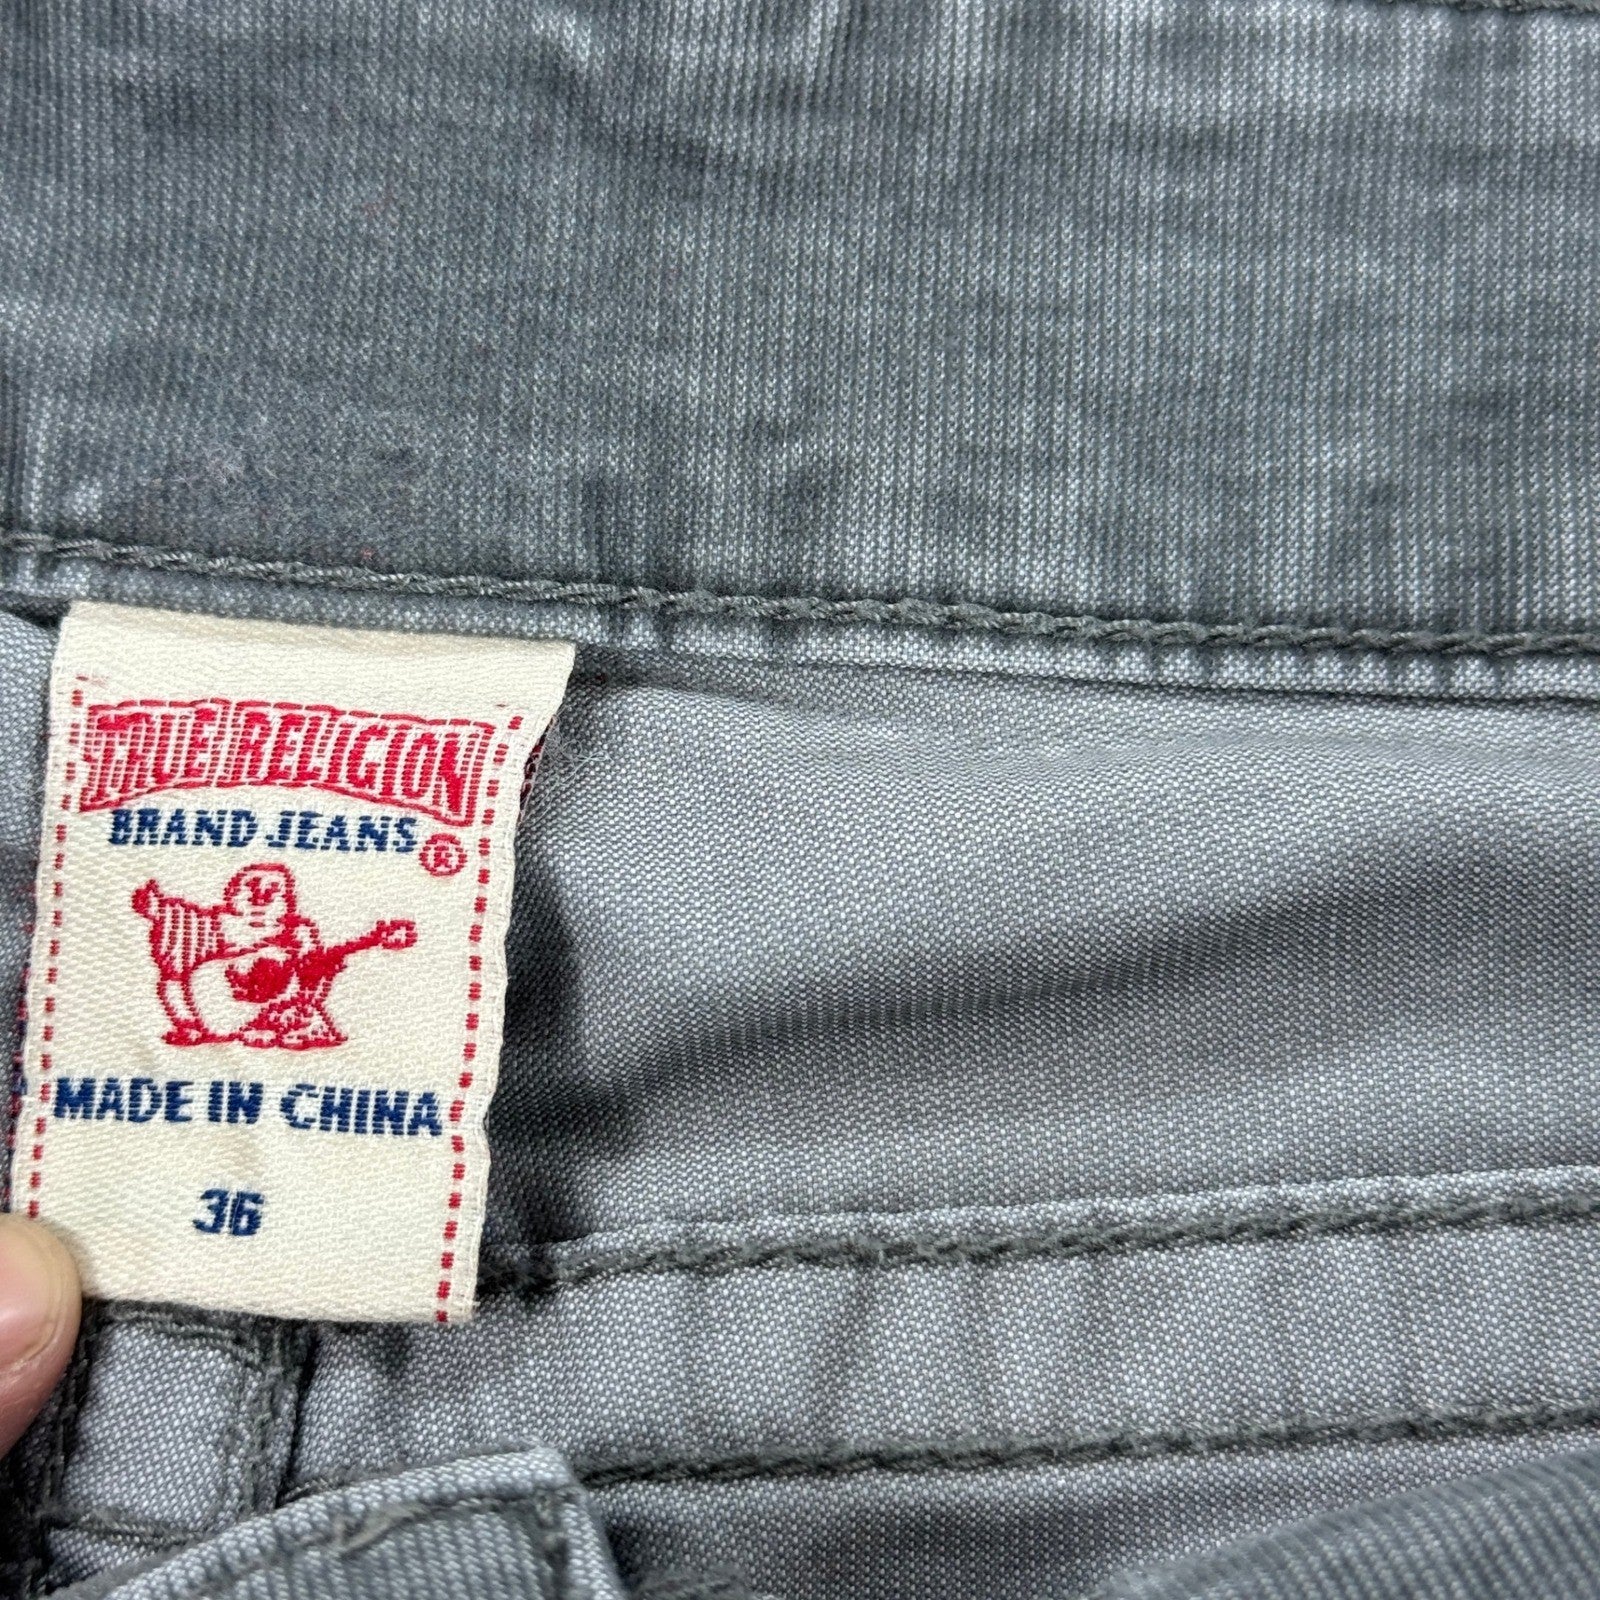 TRUE RELIGION
BRAND JEANS ®
MADE IN CHINA
36